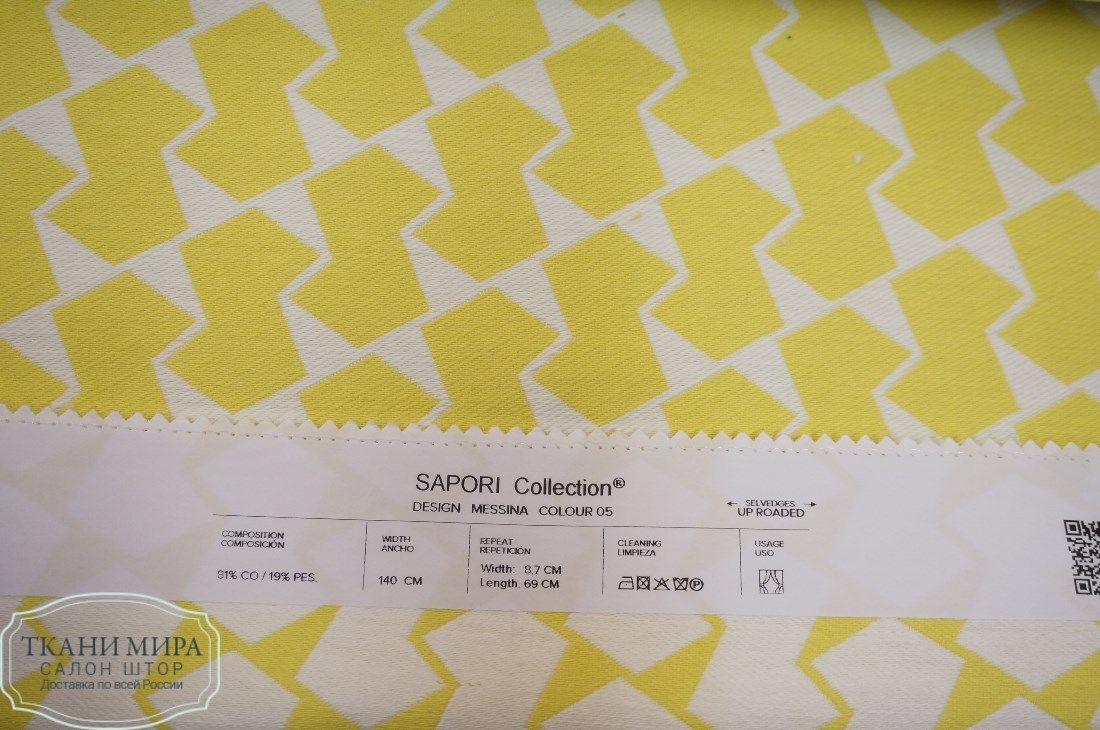 SAPORI Collection®
DESIGN MESSINA COLOUR 05
← SELVEDGES →
UP ROADED
COMPOSITION
COMPOSICIÓN
81% CO / 19% PES.
WIDTH
ANCHO
140 CM
REPEAT
REPETICIÓN
Width: 8,7 CM
Length. 69 CM
CLEANING
LIMPIEZA
USAGE
USO
ТКАНИ МИРА
САЛОН ШТОР
Доставка по всей России